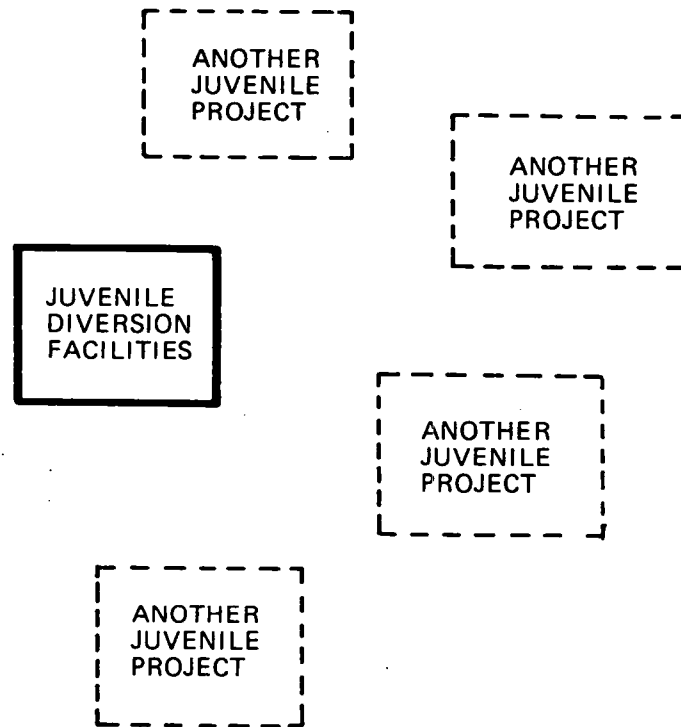 ANOTHER
JUVENILE
PROJECT
ANOTHER
JUVENILE
PROJECT
JUVENILE
DIVERSION
FACILITIES
ANOTHER
JUVENILE
PROJECT
ANOTHER
JUVENILE
PROJECT